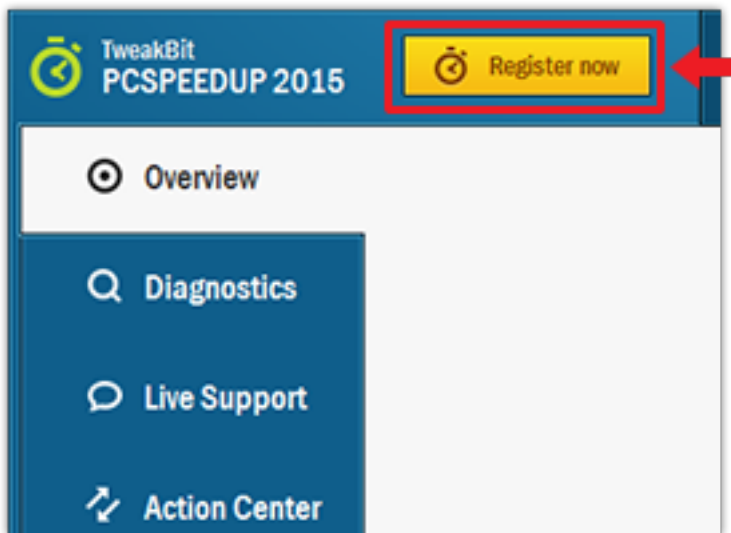 TweakBit
PCSPEEDUP 2015
Register now
Overview
Diagnostics
Live Support
Action Center